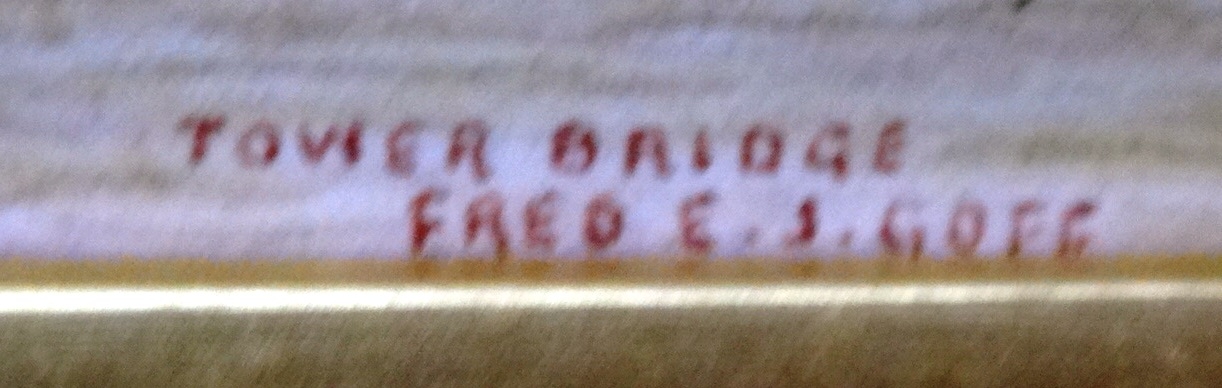 TOWER BRIDGE
FRED E. J. GOFF